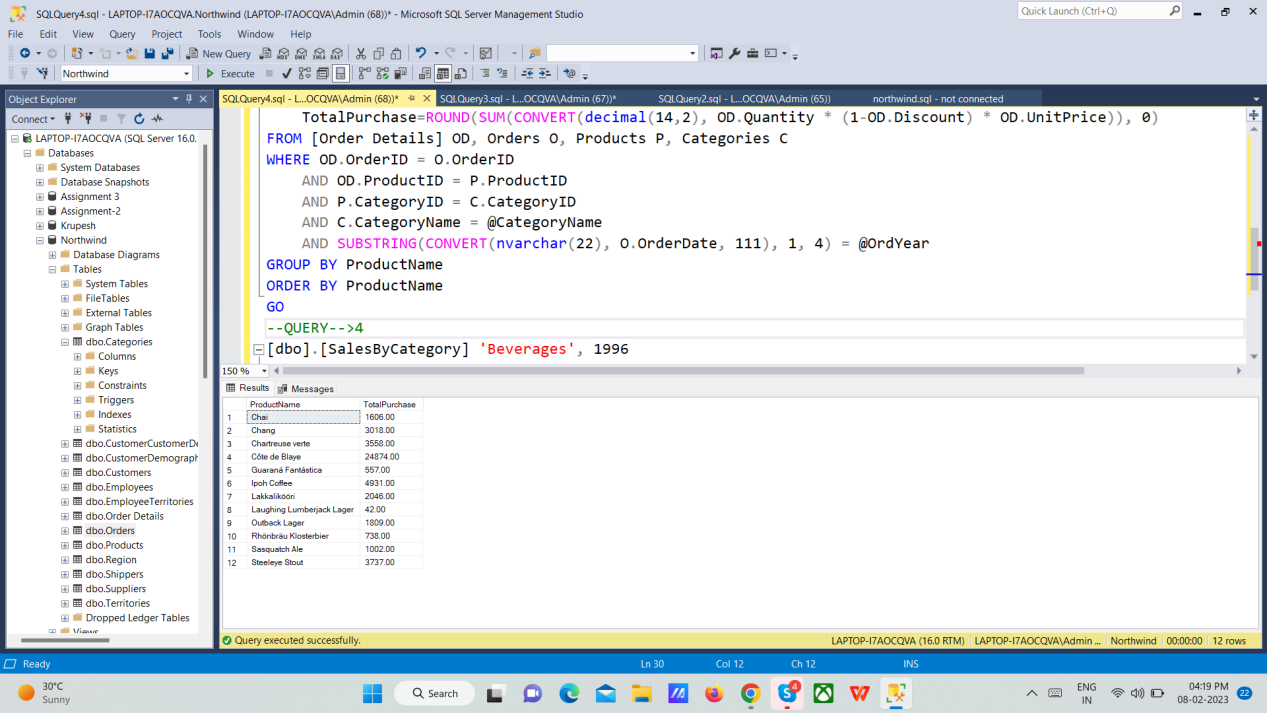 SQLQuery4.sql - LAPTOP-I7AOCQVA.Northwind (LAPTOP-I7AOCQVA\Admin (68))* - Microsoft SQL Server Management Studio
Quick Launch (Ctrl+Q)
File Edit View Query Project Tools Window Help
New Query
Northwind
Execute
Object Explorer
SQLQuery4.sql - L...OCQVA\Admin (68))*
SQLQuery3.sql - L...OCQVA\Admin (67))*
SQLQuery2.sql - L...OCQVA\Admin (65))
northwind.sql - not connected
Connect
LAPTOP-I7AOCQVA (SQL Server 16.0.
Databases
System Databases
Database Snapshots
Assignment 3
Assignment-2
Krupesh
Northwind
Database Diagrams
Tables
System Tables
FileTables
External Tables
Graph Tables
dbo.Categories
Columns
Keys
Constraints
Triggers
Indexes
Statistics
dbo.CustomerCustomerDe
dbo.CustomerDemograph
dbo.Customers
dbo.Employees
dbo.EmployeeTerritories
dbo.Order Details
dbo.Orders
dbo.Products
dbo.Region
dbo.Shippers
dbo.Suppliers
dbo.Territories
Dropped Ledger Tables
Views
TotalPurchase=ROUND(SUM(CONVERT(decimal(14,2), OD.Quantity * (1-OD.Discount) * OD.UnitPrice)), 0)
FROM [Order Details] OD, Orders O, Products P, Categories C
WHERE OD.OrderID = O.OrderID
AND OD.ProductID = P.ProductID
AND P.CategoryID = C.CategoryID
AND C.CategoryName = @CategoryName
AND SUBSTRING(CONVERT(nvarchar(22), O.OrderDate, 111), 1, 4) = @OrdYear
GROUP BY ProductName
ORDER BY ProductName
GO
--QUERY-->4
[dbo].[SalesByCategory] 'Beverages', 1996
150 %
Results Messages
ProductName TotalPurchase
1 Chai 1606.00
2 Chang 3018.00
3 Chartreuse verte 3558.00
4 Côte de Blaye 24874.00
5 Guaraná Fantástica 557.00
6 Ipoh Coffee 4931.00
7 Lakkalikööri 2046.00
8 Laughing Lumberjack Lager 42.00
9 Outback Lager 1809.00
10 Rhönbräu Klosterbier 738.00
11 Sasquatch Ale 1002.00
12 Steeleye Stout 3737.00
Query executed successfully.
LAPTOP-I7AOCQVA (16.0 RTM) LAPTOP-I7AOCQVA\Admin ... Northwind 00:00:00 12 rows
Ready Ln 30 Col 12 Ch 12 INS
30°C
Sunny
Search
4
ENG
IN
04:19 PM
08-02-2023
22